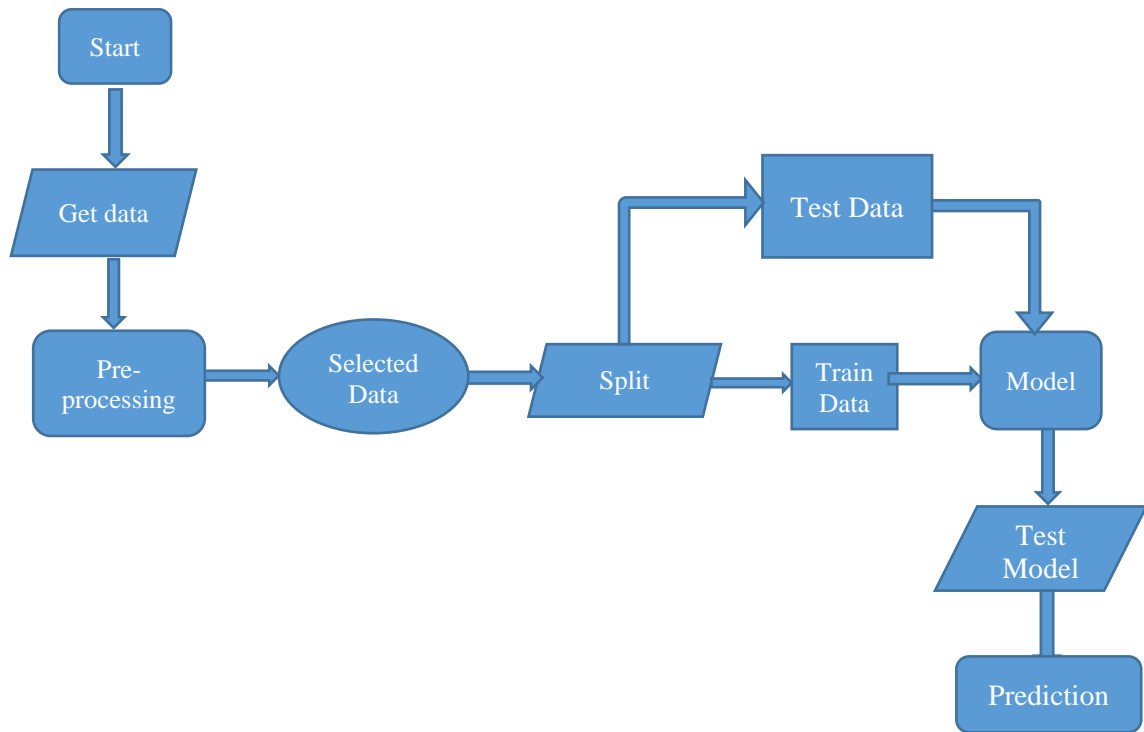 Start
Get data
Pre-
processing
Selected
Data
Split
Test Data
Train
Data
Model
Test
Model
Prediction